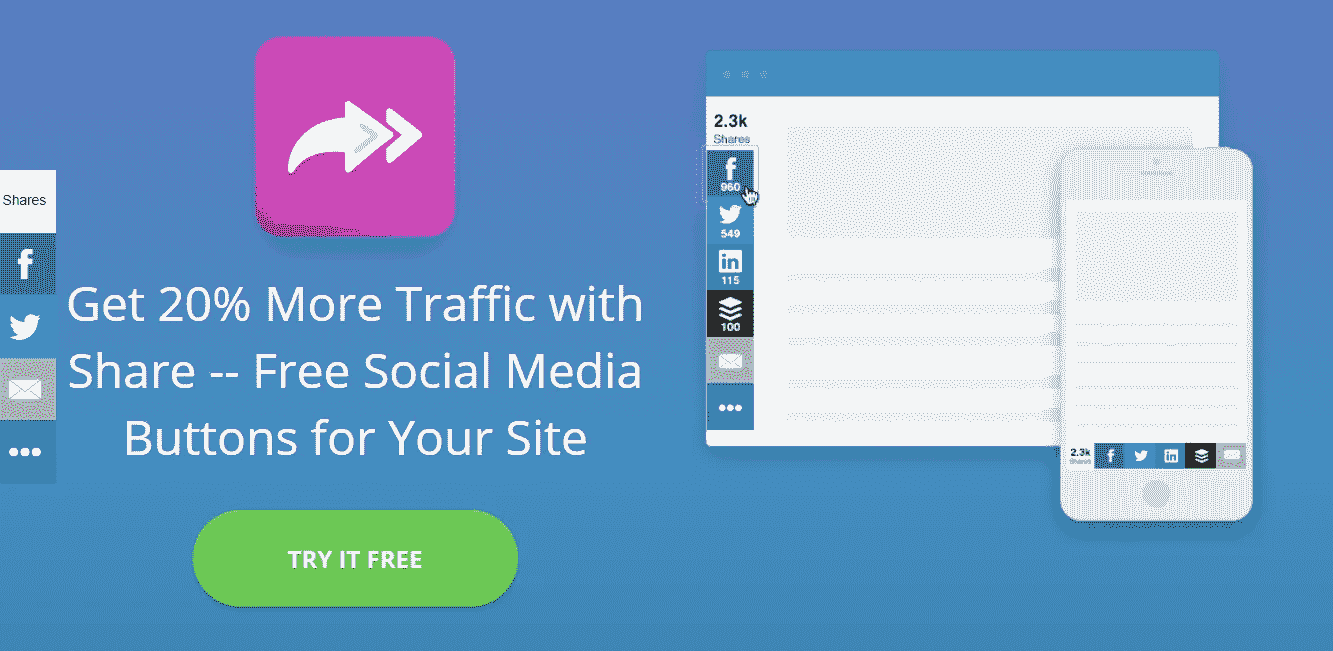 Shares
Get 20% More Traffic with
Share -- Free Social Media
Buttons for Your Site
TRY IT FREE
2.3k
Shares
960
549
115
100
2.3k
Shares